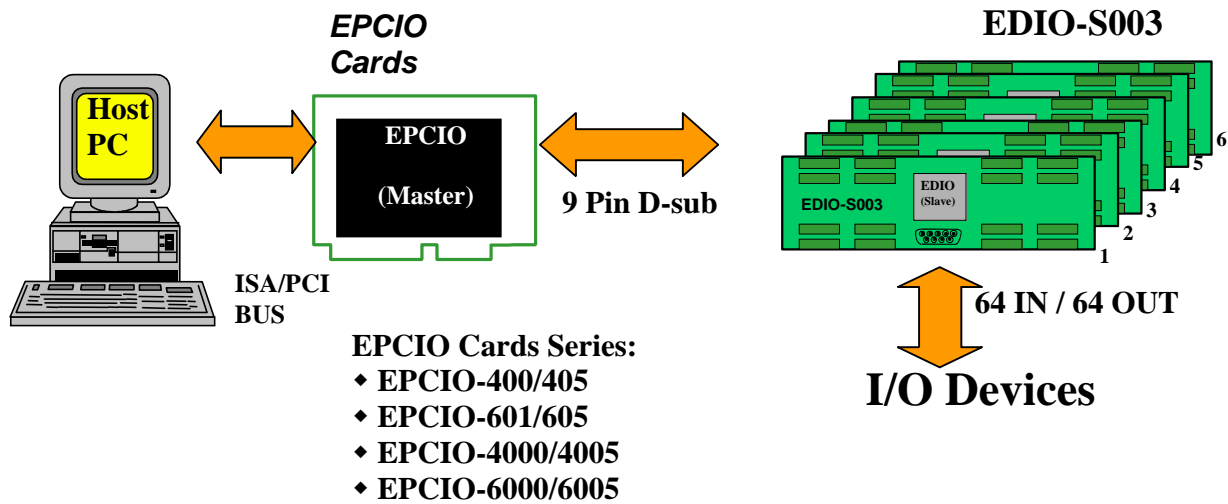 EPCIO
Cards
EDIO-S003
Host
PC
EPCIO
(Master)
9 Pin D-sub
ISA/PCI
BUS
EDIO-S003
EDIO
(Slave)
1
2
3
4
5
6
64 IN / 64 OUT
I/O Devices
EPCIO Cards Series:
◆ EPCIO-400/405
◆ EPCIO-601/605
◆ EPCIO-4000/4005
◆ EPCIO-6000/6005